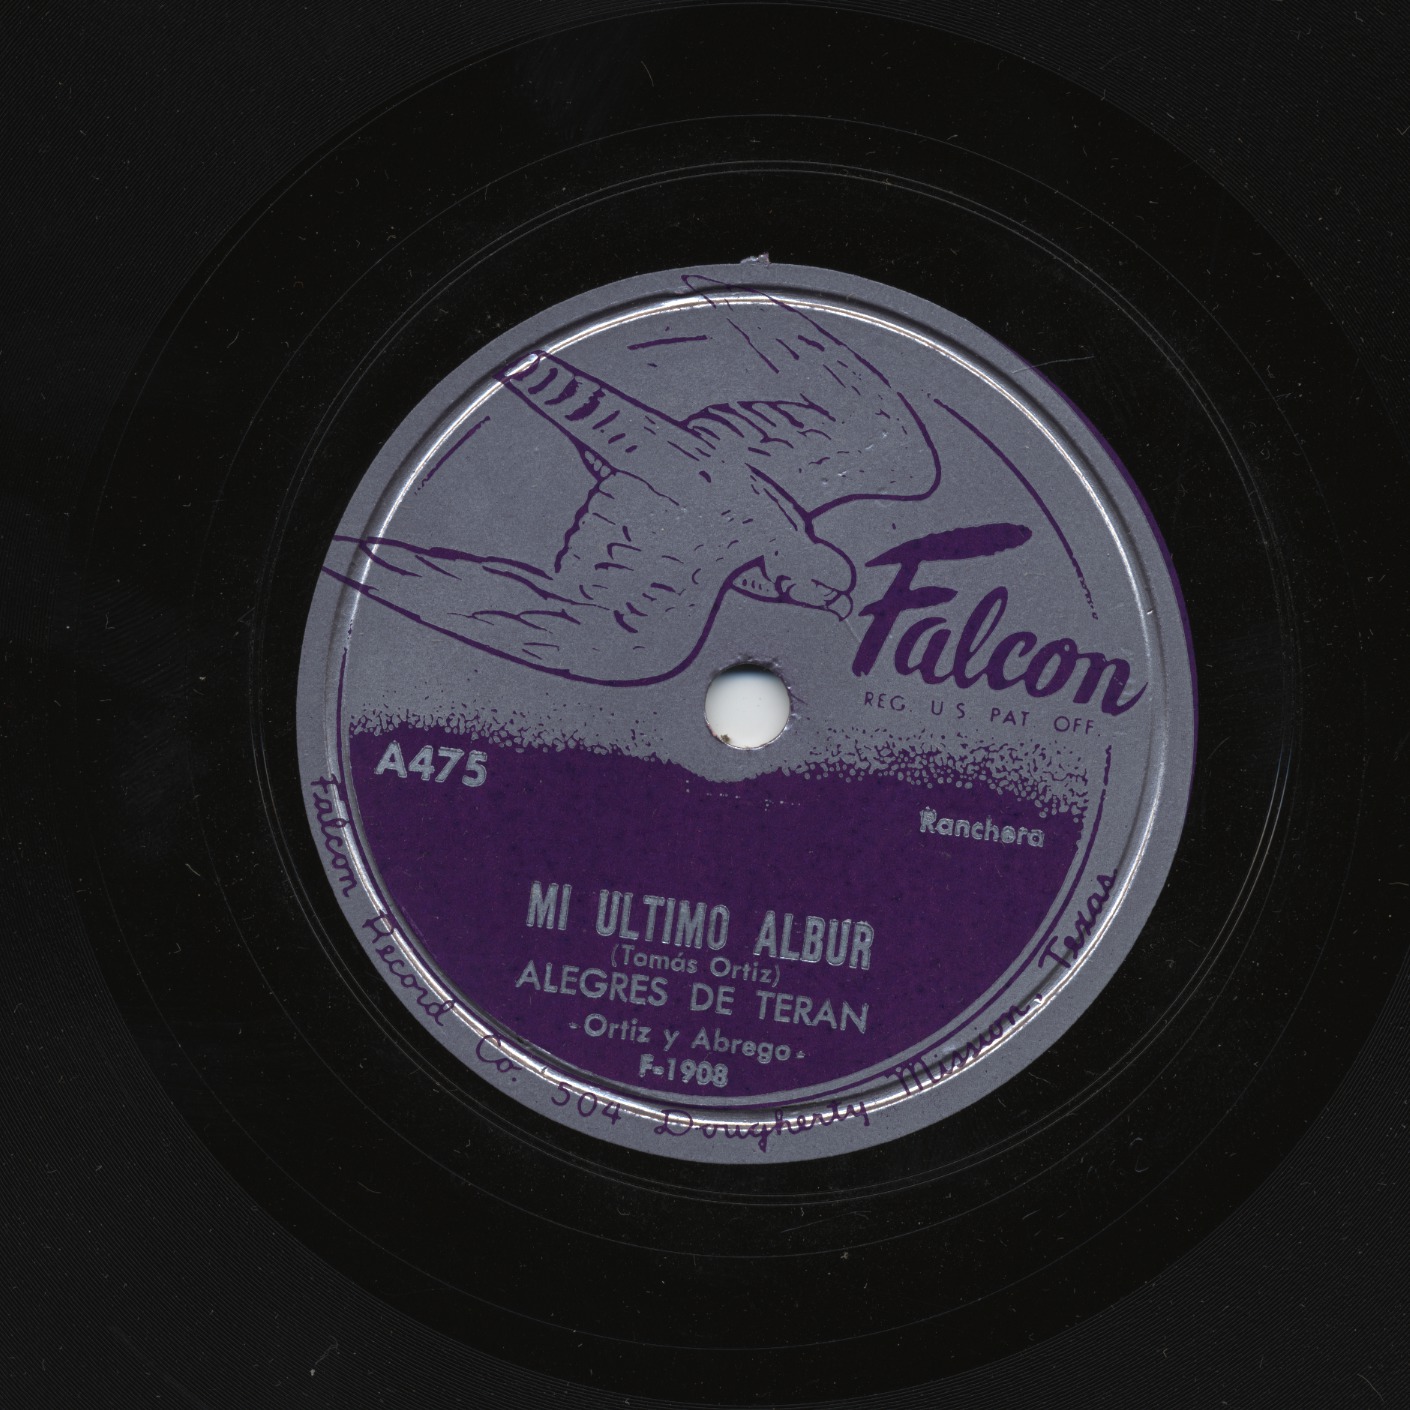 Falcon
REG. U S PAT OFF.
A475
Ranchera
MI ULTIMO ALBUR
(Tomás Ortiz)
ALEGRES DE TERAN
-Ortiz y Abrego-
F-1908
Falcon Record Co. 504 Dougherty Mission, Texas